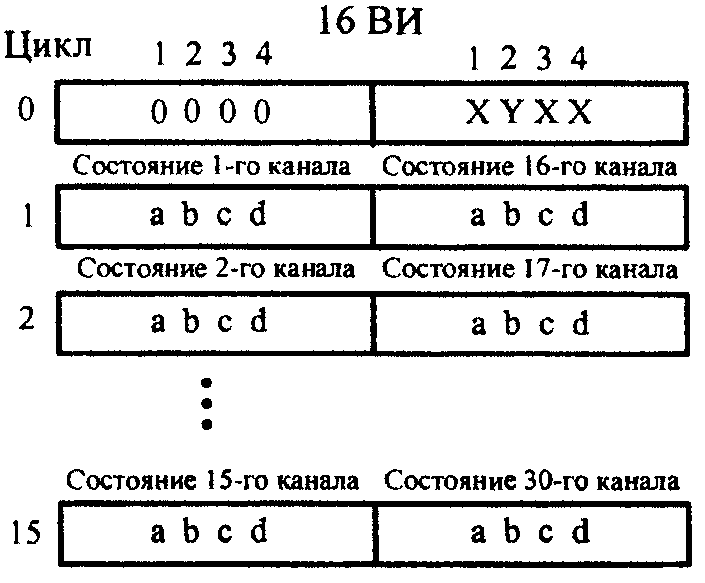 16 ВИ
Цикл 1 2 3 4 1 2 3 4
0 0 0 0 0 X Y X X
Состояние 1-го канала Состояние 16-го канала
1 a b c d a b c d
Состояние 2-го канала Состояние 17-го канала
2 a b c d a b c d
Состояние 15-го канала Состояние 30-го канала
15 a b c d a b c d